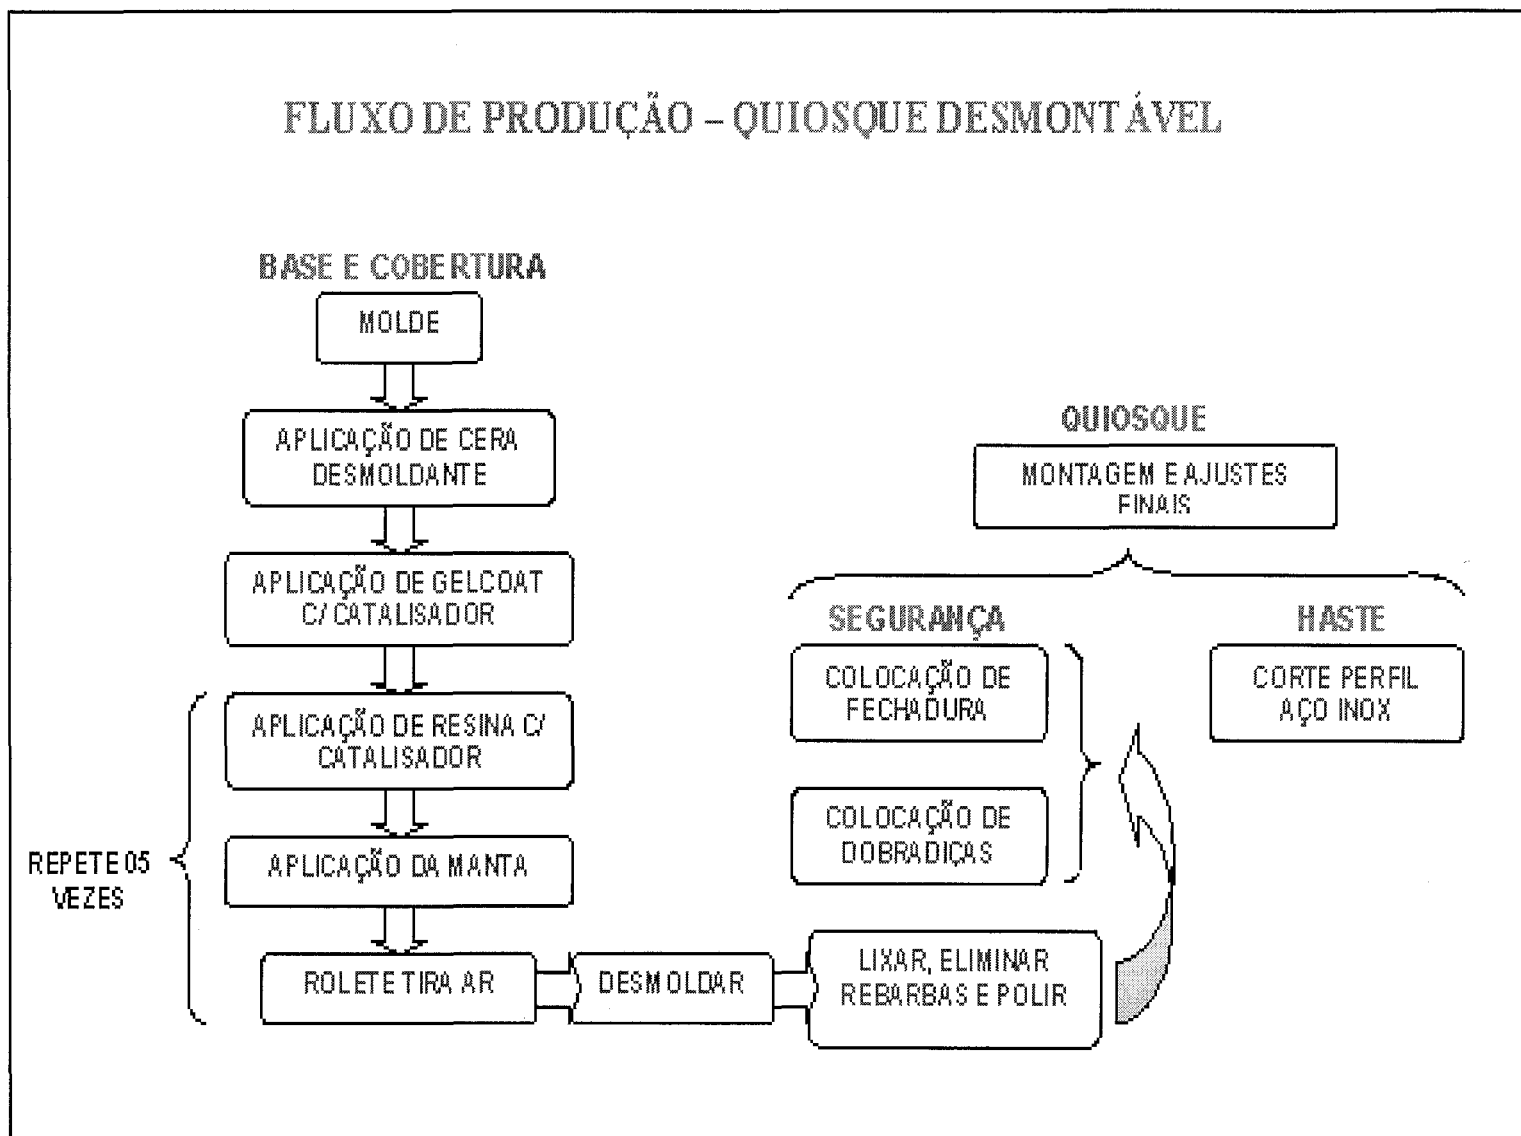 FLUXO DE PRODUÇÃO – QUIOSQUE DESMONTÁVEL
BASE E COBERTURA
MOLDE
APLICAÇÃO DE CERA
DESMOLDANTE
APLICAÇÃO DE GELCOAT
C/ CATALISADOR
APLICAÇÃO DE RESINA C/
CATALISADOR
APLICAÇÃO DA MANTA
REPETE 05
VEZES
ROLETE TIRA AR
DESMOLDAR
LIXAR, ELIMINAR
REBARBAS E POLIR
QUIOSQUE
MONTAGEM E AJUSTES
FINAIS
SEGURANÇA
COLOCAÇÃO DE
FECHADURA
COLOCAÇÃO DE
DOBRADIÇAS
HASTE
CORTE PERFIL
AÇO INOX